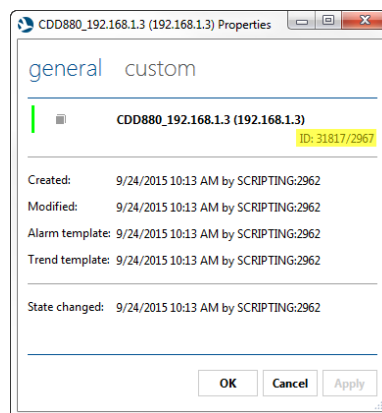 CDD880_192.168.1.3 (192.168.1.3) Properties
general custom
CDD880_192.168.1.3 (192.168.1.3)
ID: 31817/2967
Created: 9/24/2015 10:13 AM by SCRIPTING:2962
Modified: 9/24/2015 10:13 AM by SCRIPTING:2962
Alarm template: 9/24/2015 10:13 AM by SCRIPTING:2962
Trend template: 9/24/2015 10:13 AM by SCRIPTING:2962
State changed: 9/24/2015 10:13 AM by SCRIPTING:2962
OK Cancel Apply